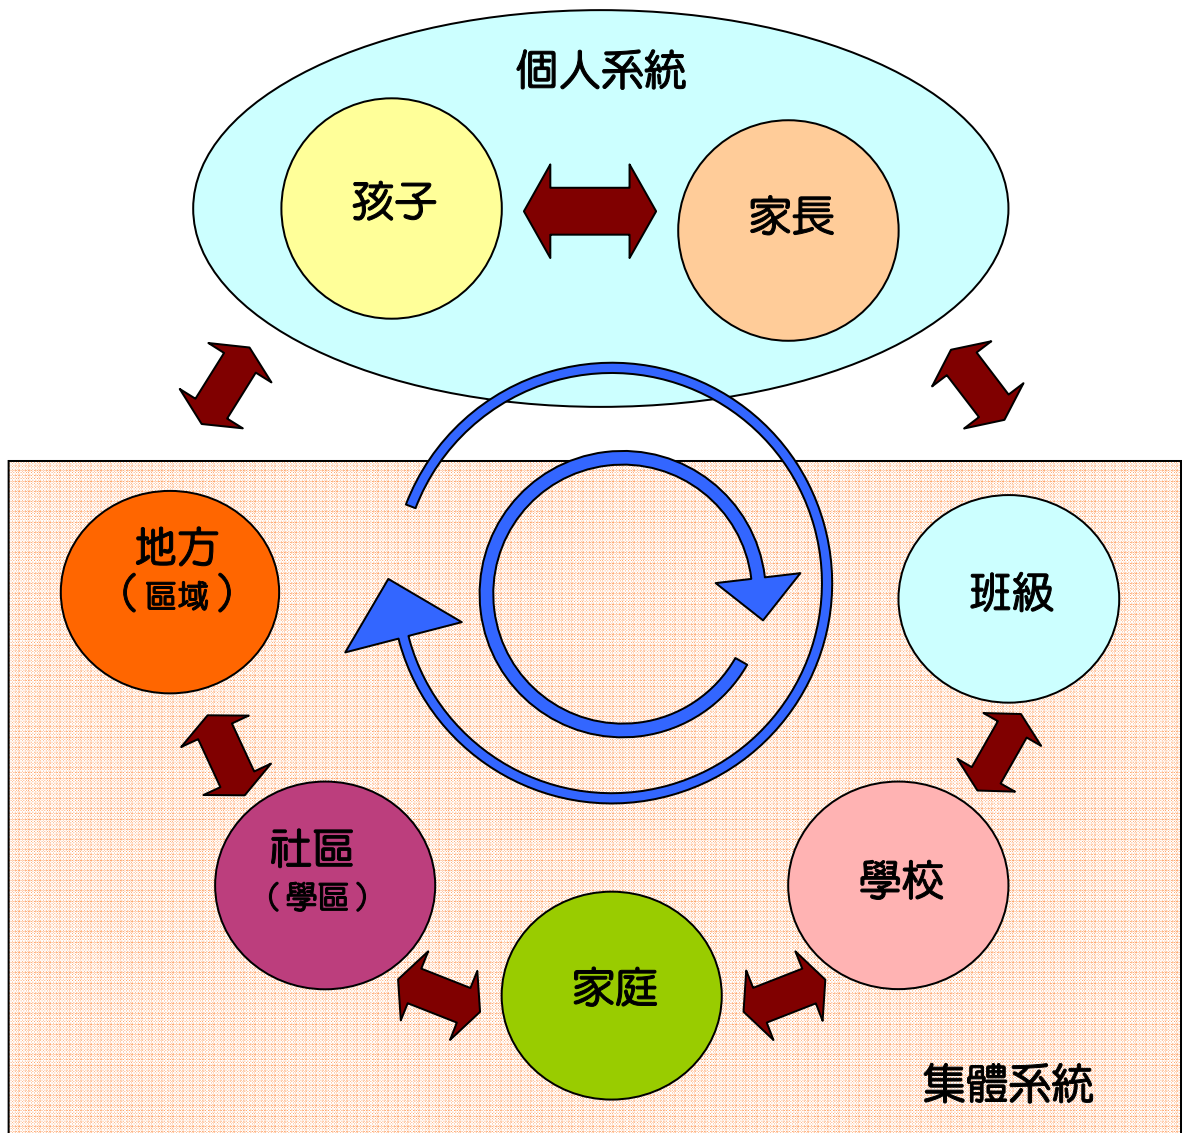 個人系統
孩子
家長
地方
（區域）
班級
社區
（學區）
學校
家庭
集體系統